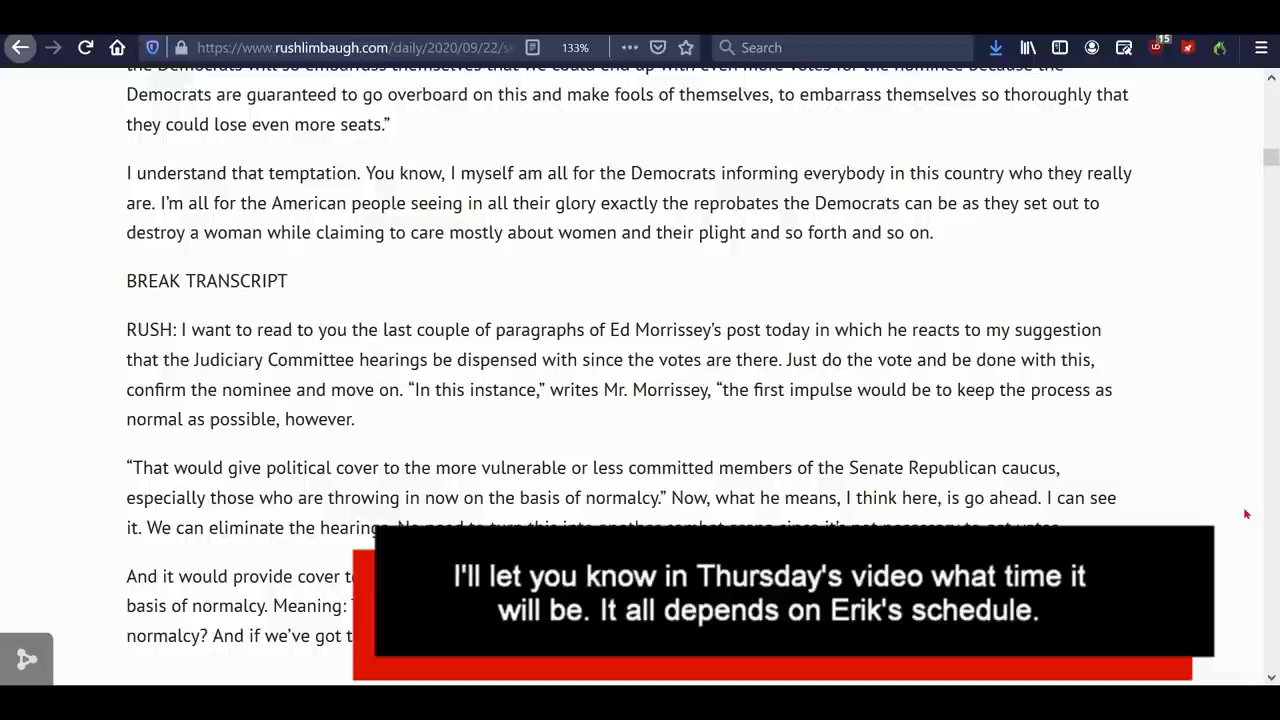 https://www.rushlimbaugh.com/daily/2020/09/22/
133%
Search
15
Democrats are guaranteed to go overboard on this and make fools of themselves, to embarrass themselves so thoroughly that
they could lose even more seats.”
I understand that temptation. You know, I myself am all for the Democrats informing everybody in this country who they really
are. I’m all for the American people seeing in all their glory exactly the reprobates the Democrats can be as they set out to
destroy a woman while claiming to care mostly about women and their plight and so forth and so on.
BREAK TRANSCRIPT
RUSH: I want to read to you the last couple of paragraphs of Ed Morrissey’s post today in which he reacts to my suggestion
that the Judiciary Committee hearings be dispensed with since the votes are there. Just do the vote and be done with this,
confirm the nominee and move on. “In this instance,” writes Mr. Morrissey, “the first impulse would be to keep the process as
normal as possible, however.
“That would give political cover to the more vulnerable or less committed members of the Senate Republican caucus,
especially those who are throwing in now on the basis of normalcy.” Now, what he means, I think here, is go ahead. I can see
it. We can eliminate the hearings
And it would provide cover
basis of normalcy. Meaning:
normalcy? And if we’ve got
I'll let you know in Thursday's video what time it
will be. It all depends on Erik's schedule.